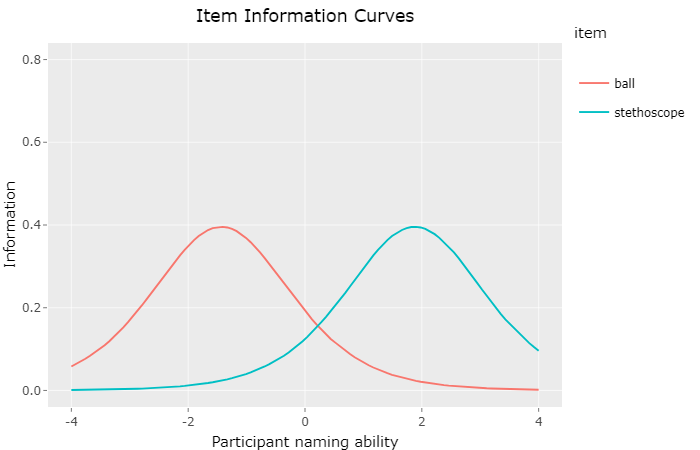 Item Information Curves
item
ball
stethoscope
0.8
0.6
0.4
0.2
0.0
Information
-4
-2
0
2
4
Participant naming ability